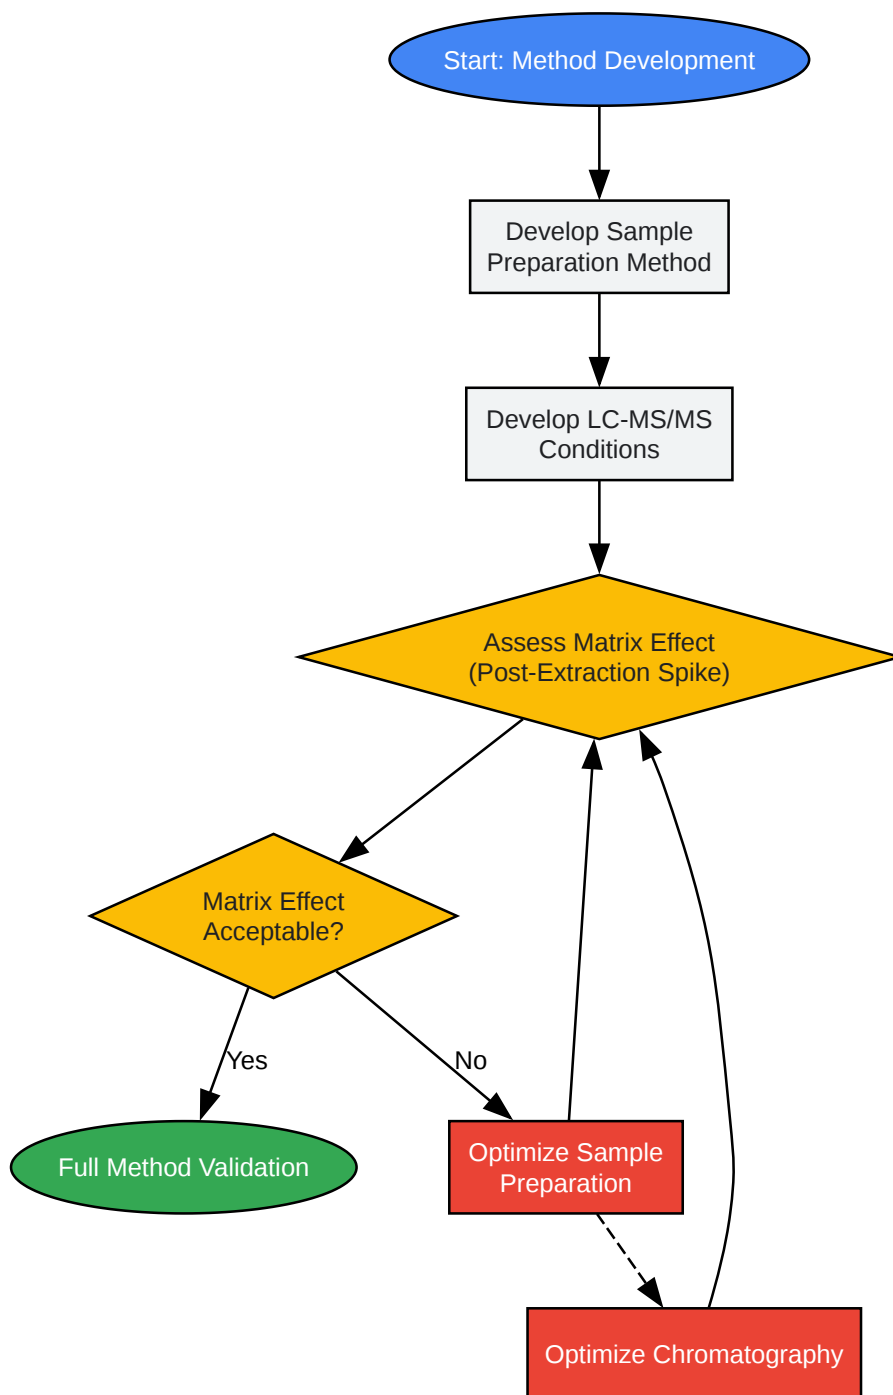 Start: Method Development
Develop Sample
Preparation Method
Develop LC-MS/MS
Conditions
Assess Matrix Effect
(Post-Extraction Spike)
Matrix Effect
Acceptable?
Yes
No
Full Method Validation
Optimize Sample
Preparation
Optimize Chromatography